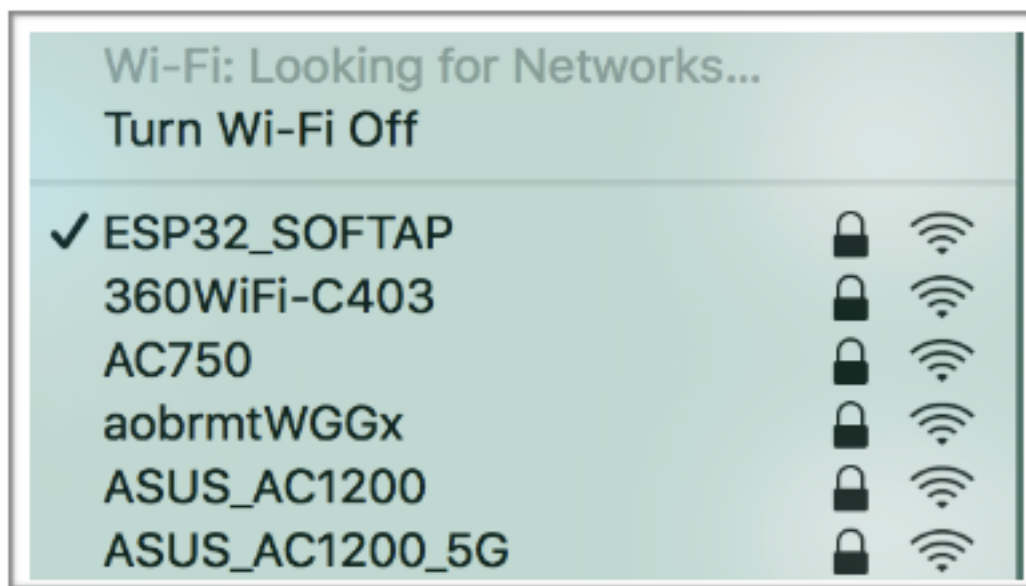 Wi-Fi: Looking for Networks...
Turn Wi-Fi Off
ESP32_SOFTAP
360WiFi-C403
AC750
aobrmtWGGx
ASUS_AC1200
ASUS_AC1200_5G